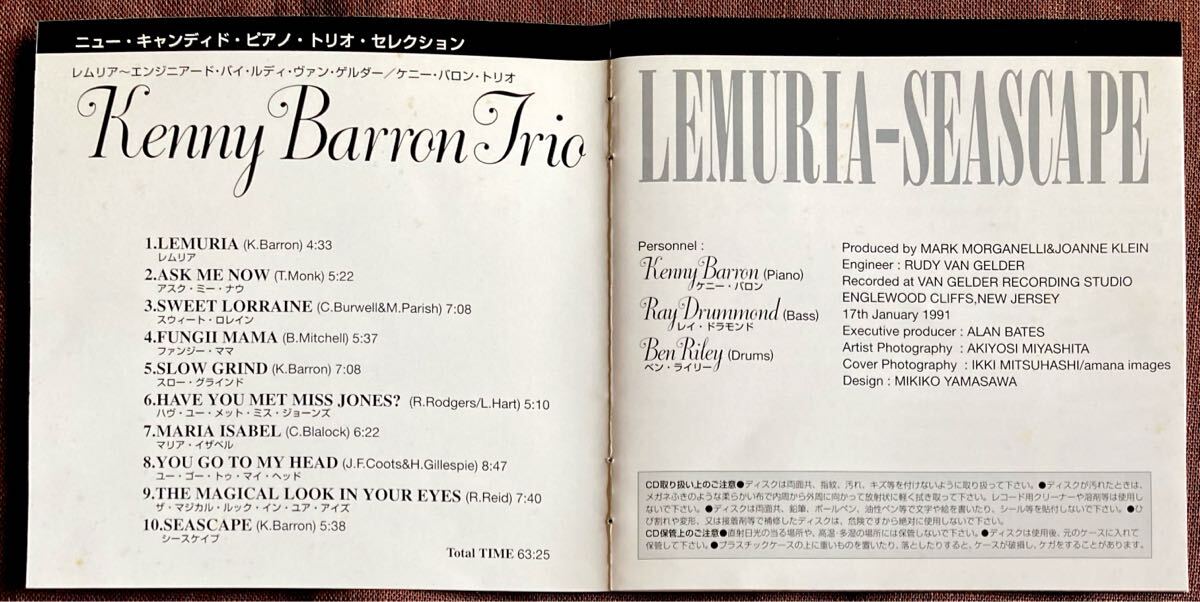 ニュー・キャンディド・ピアノ・トリオ・セレクション
レムリア〜エンジニアード・バイ・ルディ・ヴァン・ゲルダー／ケニー・バロン・トリオ
Kenny Barron Trio
1.LEMURIA (K.Barron) 4:33
レムリア
2.ASK ME NOW (T.Monk) 5:22
アスク・ミー・ナウ
3.SWEET LORRAINE (C.Burwell&M.Parish) 7:08
スウィート・ロレイン
4.FUNGII MAMA (B.Mitchell) 5:37
ファンジー・ママ
5.SLOW GRIND (K.Barron) 7:08
スロー・グラインド
6.HAVE YOU MET MISS JONES? (R.Rodgers/L.Hart) 5:10
ハヴ・ユー・メット・ミス・ジョーンズ
7.MARIA ISABEL (C.Blalock) 6:22
マリア・イザベル
8.YOU GO TO MY HEAD (J.F.Coots&H.Gillespie) 8:47
ユー・ゴー・トゥ・マイ・ヘッド
9.THE MAGICAL LOOK IN YOUR EYES (R.Reid) 7:40
ザ・マジカル・ルック・イン・ユア・アイズ
10.SEASCAPE (K.Barron) 5:38
シースケイプ
Total TIME 63:25
LEMURIA-SEASCAPE
Personnel :
Kenny Barron (Piano)
ケニー・バロン
Ray Drummond (Bass)
レイ・ドラモンド
Ben Riley (Drums)
ベン・ライリー
Produced by MARK MORGANELLI&JOANNE KLEIN
Engineer : RUDY VAN GELDER
Recorded at VAN GELDER RECORDING STUDIO
ENGLEWOOD CLIFFS,NEW JERSEY
17th January 1991
Executive producer : ALAN BATES
Artist Photography : AKIYOSI MIYASHITA
Cover Photography : IKKI MITSUHASHI/amana images
Design : MIKIKO YAMASAWA
CD取り扱い上のご注意●ディスクは両面共、指紋、汚れ、キズ等を付けないように取り扱って下さい。●ディスクが汚れたときは、
メガネふきのような柔らかい布で内周から外周に向かって放射状に軽く拭き取って下さい。レコード用クリーナーや溶剤等は使用し
ないで下さい。●ディスクは両面共、鉛筆、ボールペン、油性ペン等で文字や絵を書いたり、シール等を貼付しないで下さい。●ひ
び割れや変形、又は接着剤等で補修したディスクは、危険ですから絶対に使用しないで下さい。
CD保管上のご注意●直射日光の当る場所や、高温・多湿の場所には保管しないで下さい。●ディスクは使用後、元のケースに入れて
保管して下さい。●プラスチックケースの上に重いものを置いたり、落としたりすると、ケースが破損し、ケガをすることがあります。